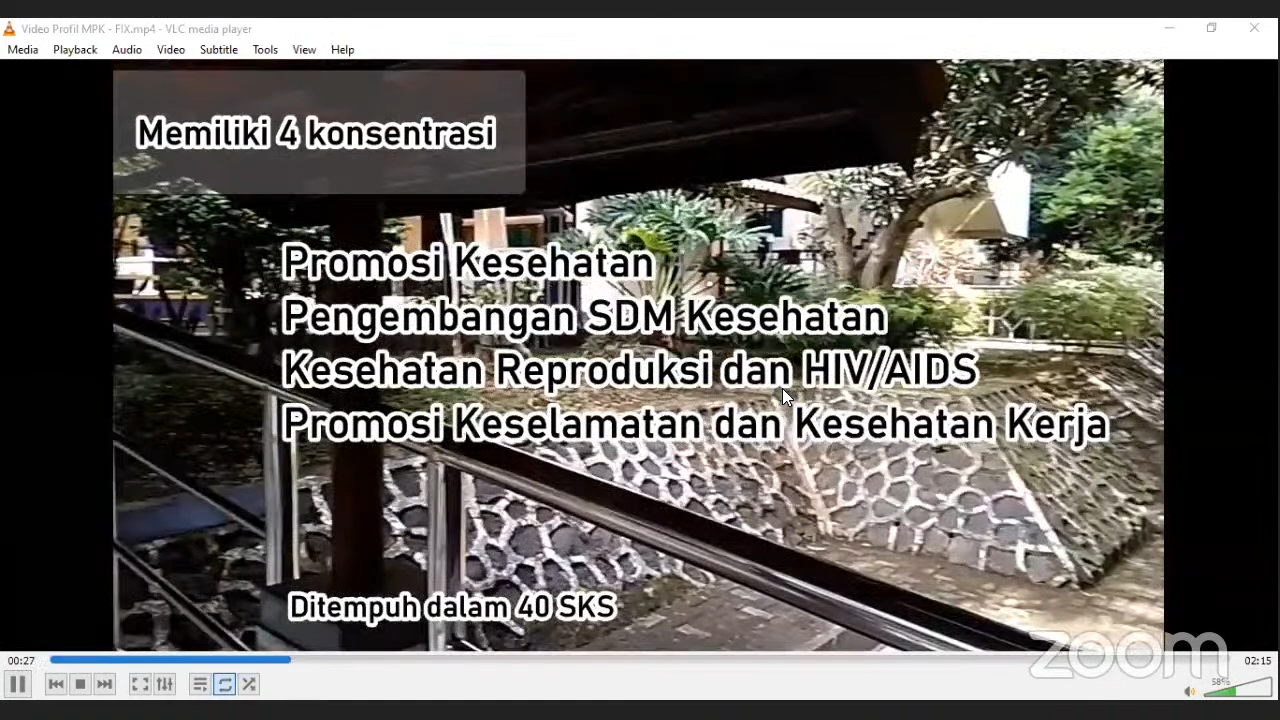 Video Profil MPK - FIX.mp4 - VLC media player
Media Playback Audio Video Subtitle Tools View Help
Memiliki 4 konsentrasi
Promosi Kesehatan
Pengembangan SDM Kesehatan
Kesehatan Reproduksi dan HIV/AIDS
Promosi Keselamatan dan Kesehatan Kerja
Ditempuh dalam 40 SKS
zoom
00:27
02:15
58%